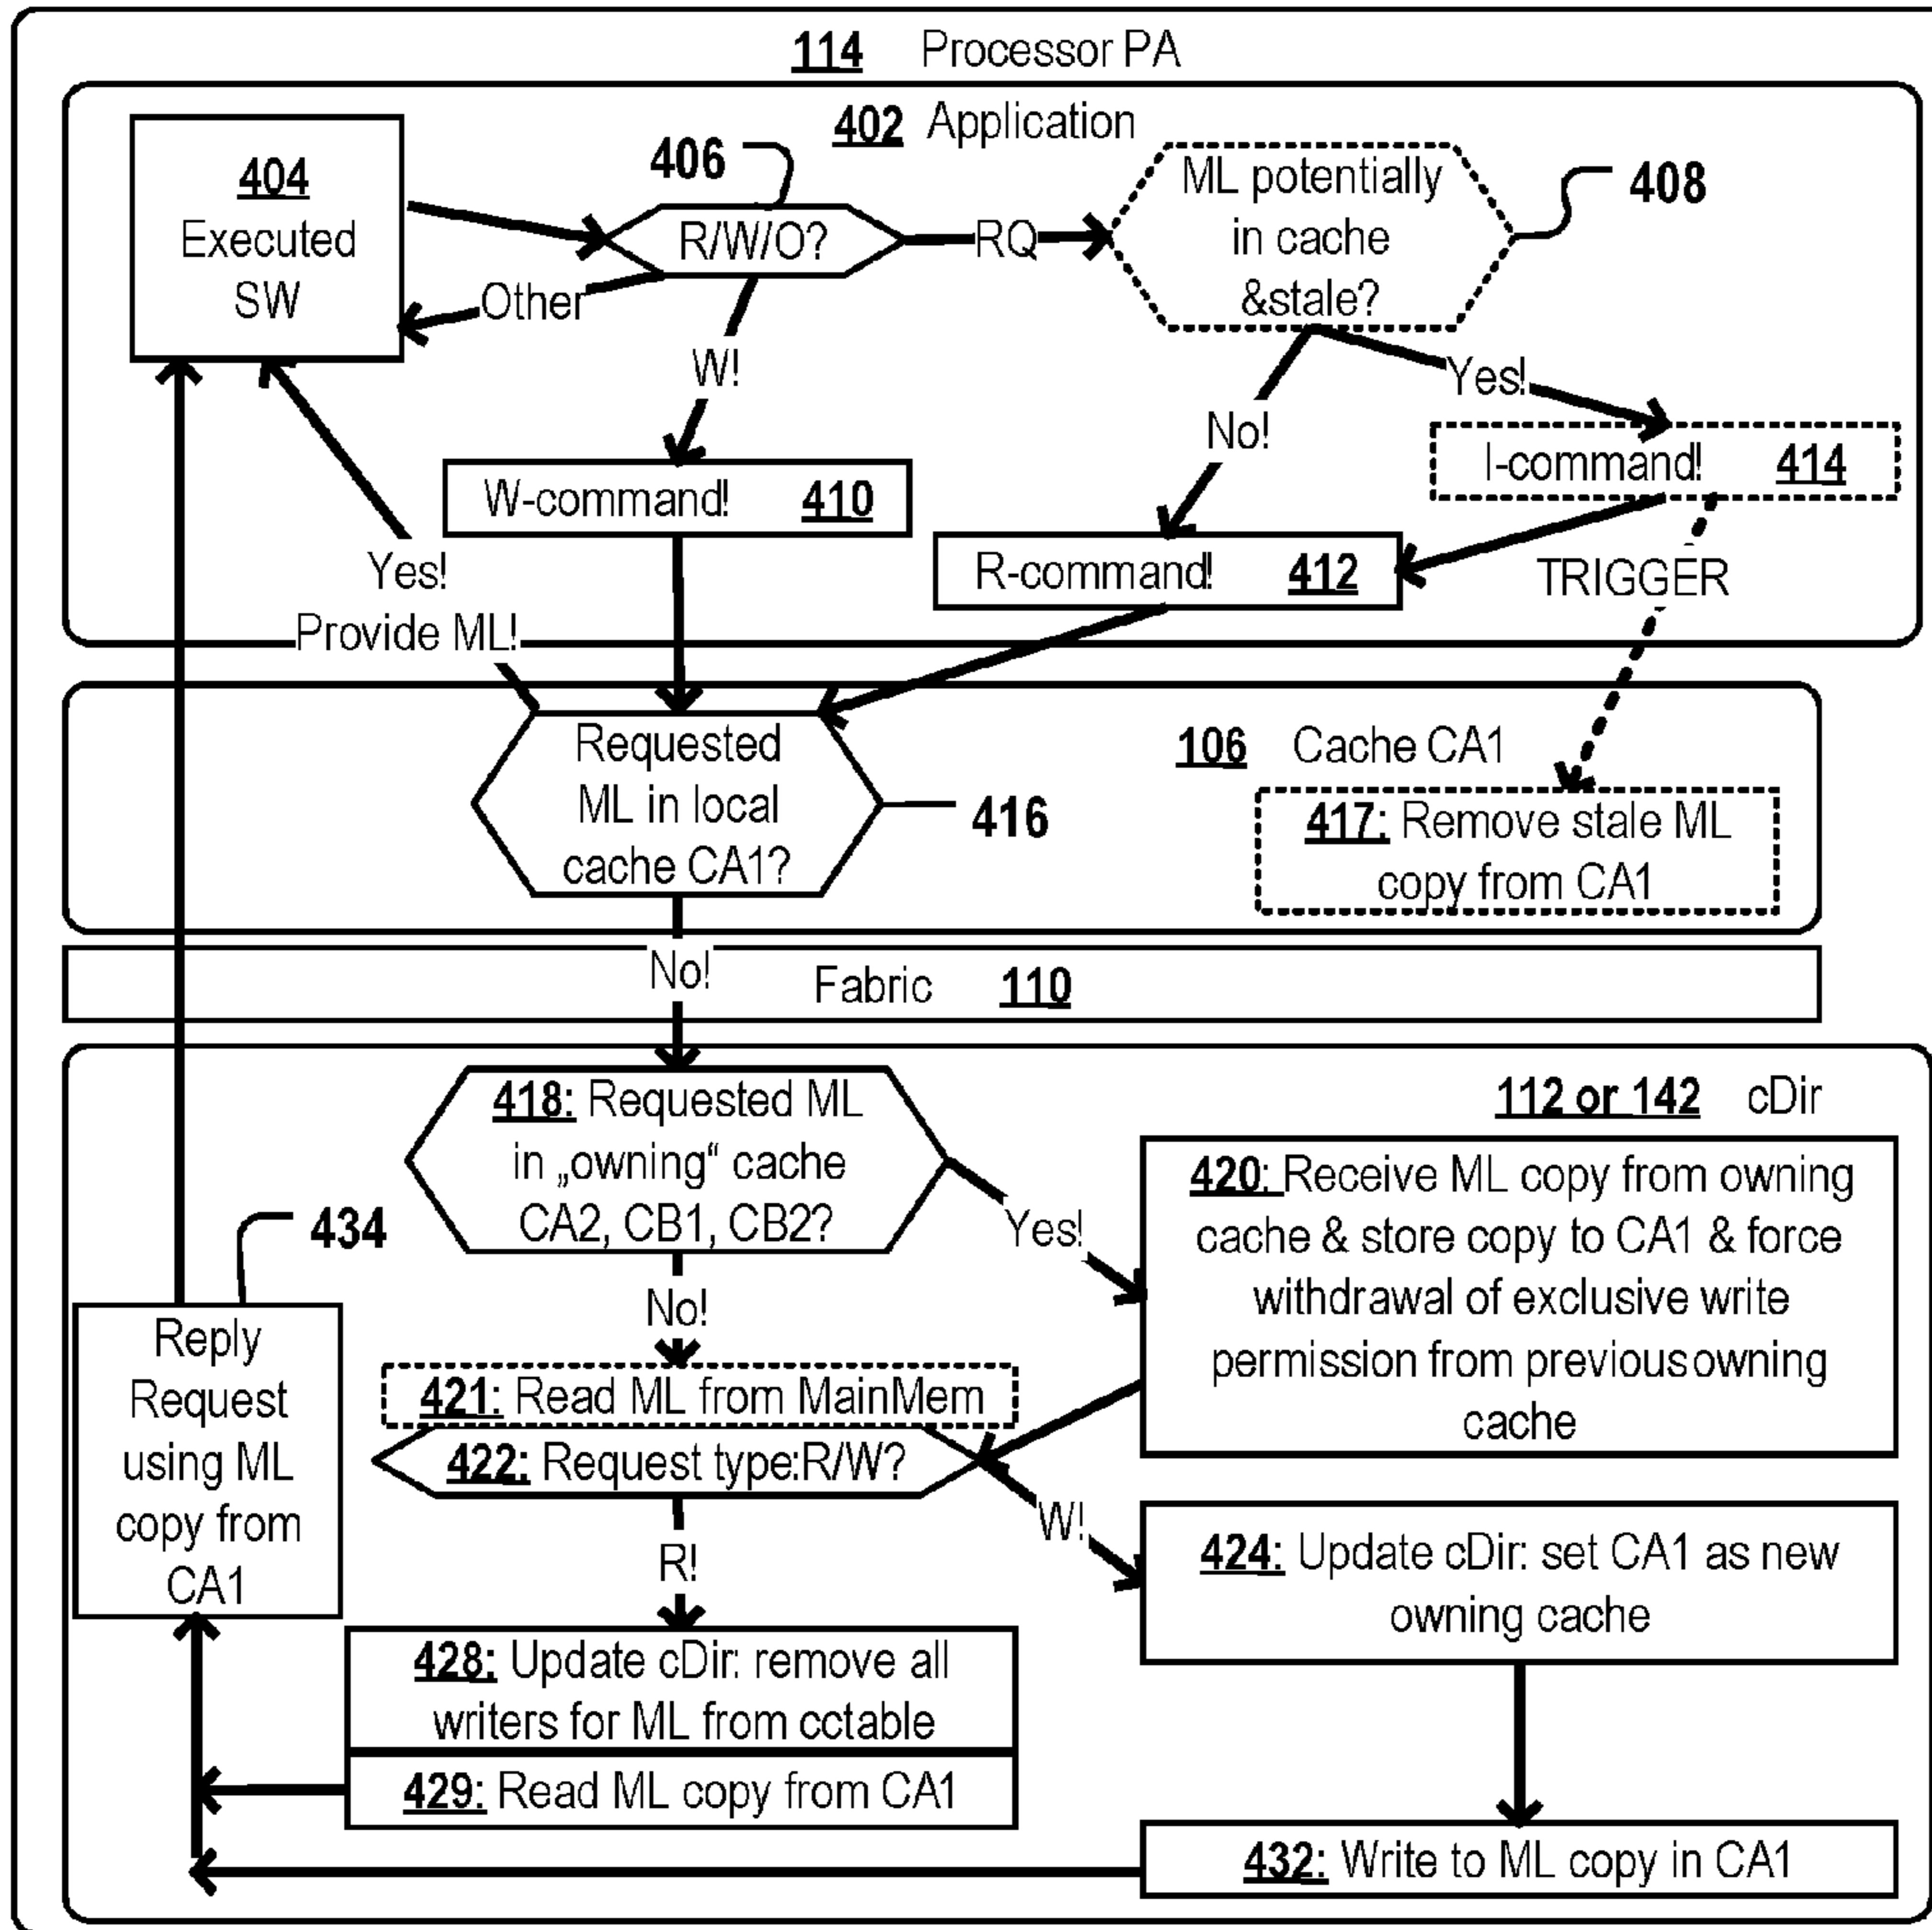 114 Processor PA
402 Application
404
Executed
SW
406
R/W/O?
RQ
ML potentially
in cache
&stale?
408
Other
W!
No!
Yes!
W-command! 410
I-command! 414
R-command! 412
TRIGGER
Yes!
Provide ML!
Requested
ML in local
cache CA1?
416
106 Cache CA1
417: Remove stale ML
copy from CA1
No!
Fabric 110
112 or 142 cDir
418: Requested ML
in „owning“ cache
CA2, CB1, CB2?
Yes!
No!
420: Receive ML copy from owning
cache & store copy to CA1 & force
withdrawal of exclusive write
permission from previous owning
cache
434
Reply
Request
using ML
copy from
CA1
421: Read ML from MainMem
422: Request type:R/W?
W!
R!
424: Update cDir: set CA1 as new
owning cache
428: Update cDir: remove all
writers for ML from cctable
429: Read ML copy from CA1
432: Write to ML copy in CA1